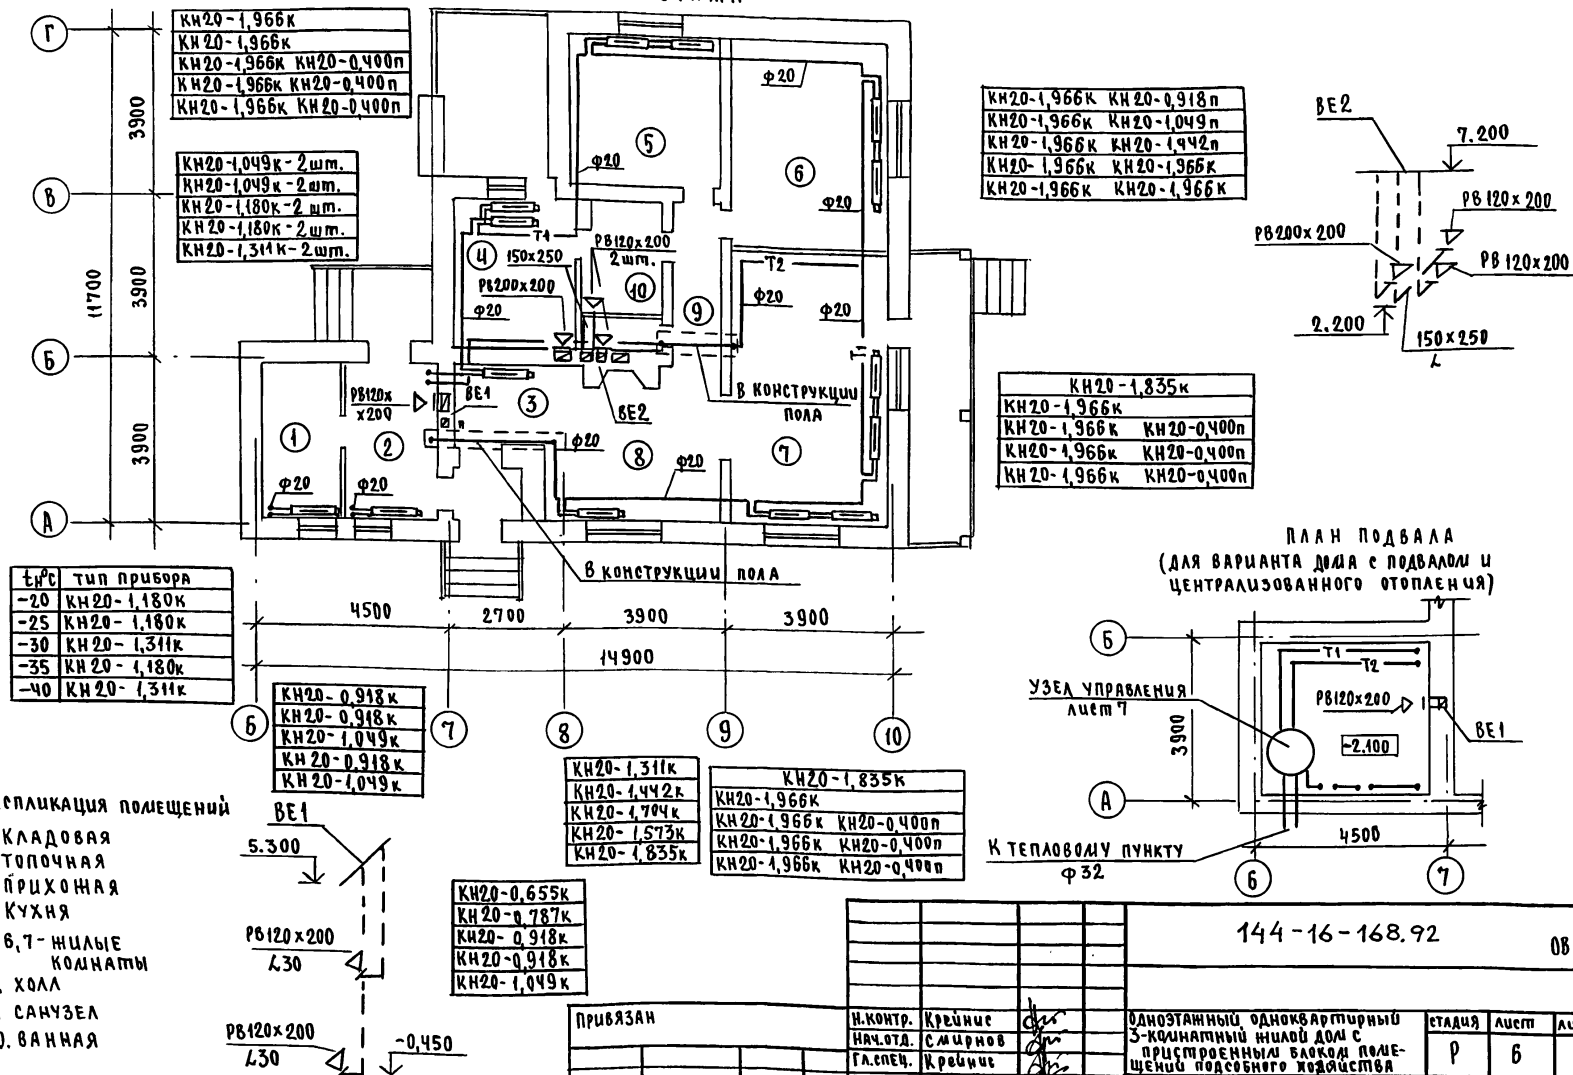 КН20-1,966к
КН20-1,966к
КН20-1,966к КН20-0,400п
КН20-1,966к КН20-0,400п
КН20-1,966к КН20-0,400п
КН20-1,049к-2шт.
КН20-1,049к-2шт.
КН20-1,180к-2шт.
КН20-1,180к-2шт.
КН20-1,311к-2шт.
Г
В
Б
А
3900
3900
3900
11700
ф20
5
6
ф20
ф20
4
Т1
РВ120х200
2шт.
150х250
РВ200х200
10
Т2
9
ф20
ф20
ф20
Т1
РВ120х
х200
ВЕ1
3
ВЕ2
В КОНСТРУКЦИИ
ПОЛА
1
2
п
ф20
8
7
ф20
ф20
ф20
В КОНСТРУКЦИИ ПОЛА
КН20-1,966к КН20-0,918п
КН20-1,966к КН20-1,049п
КН20-1,966к КН20-1,442п
КН20-1,966к КН20-1,966к
КН20-1,966к КН20-1,966к
ВЕ2
7.200
РВ120х200
РВ200х200
РВ120х200
2.200
150х250
L
КН20-1,835к
КН20-1,966к
КН20-1,966к КН20-0,400п
КН20-1,966к КН20-0,400п
КН20-1,966к КН20-0,400п
tн°С ТИП ПРИБОРА
-20 КН20-1,180к
-25 КН20-1,180к
-30 КН20-1,311к
-35 КН20-1,180к
-40 КН20-1,311к
4500 2700 3900 3900
14900
6 7 8 9 10
КН20-0,918к
КН20-0,918к
КН20-1,049к
КН20-0,918к
КН20-1,049к
КН20-1,311к
КН20-1,442к
КН20-1,704к
КН20-1,573к
КН20-1,835к
КН20-1,835к
КН20-1,966к
КН20-1,966к КН20-0,400п
КН20-1,966к КН20-0,400п
КН20-1,966к КН20-0,400п
КН20-0,655к
КН20-0,787к
КН20-0,918к
КН20-0,918к
КН20-1,049к
ПЛАН ПОДВАЛА
(ДЛЯ ВАРИАНТА ДОМА С ПОДВАЛОМ И
ЦЕНТРАЛИЗОВАННОГО ОТОПЛЕНИЯ)
Б
А
3900
Т1
Т2
УЗЕЛ УПРАВЛЕНИЯ
ЛИСТ 7
РВ120х200
-2.100
ВЕ1
К ТЕПЛОВОМУ ПУНКТУ
ф32
4500
6 7
СПЛИКАЦИЯ ПОМЕЩЕНИЙ
КЛАДОВАЯ
ТОПОЧНАЯ
ПРИХОЖАЯ
КУХНЯ
6,7-ЖИЛЫЕ
КОМНАТЫ
ХОЛЛ
САНУЗЕЛ
. ВАННАЯ
ВЕ1
5.300
РВ120х200
L30
РВ120х200
L30
-0,450
ПРИВЯЗАН
144-16-168.92
ОВ
Н.КОНТР. Крейнис
НАЧ.ОТД. Смирнов
ГЛ.СПЕЦ. Крейнис
ОДНОЭТАЖНЫЙ ОДНОКВАРТИРНЫЙ
3-КОМНАТНЫЙ ЖИЛОЙ ДОМ С
ПРИСТРОЕННЫМ БЛОКОМ ПОМЕ-
ЩЕНИЙ ПОДСОБНОГО ХОЗЯЙСТВА
СТАДИЯ ЛИСТ
Р 6